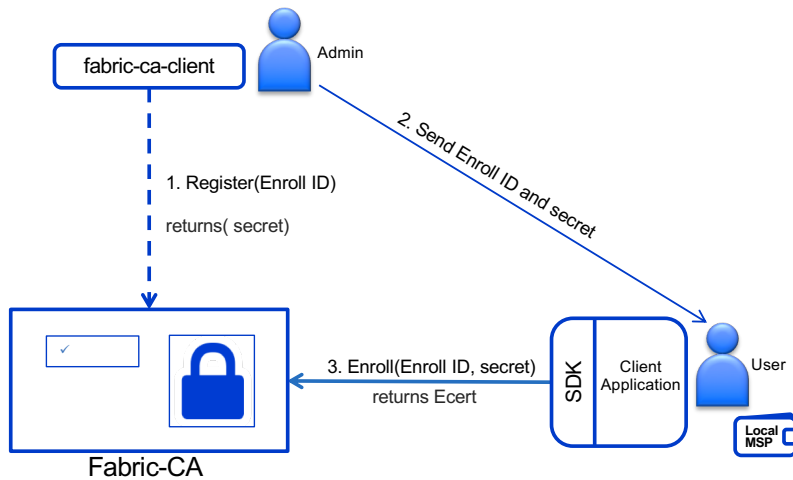 fabric-ca-client
Admin
2. Send Enroll ID and secret
1. Register(Enroll ID)
returns( secret)
3. Enroll(Enroll ID, secret)
returns Ecert
SDK
Client
Application
User
Local
MSP
Fabric-CA